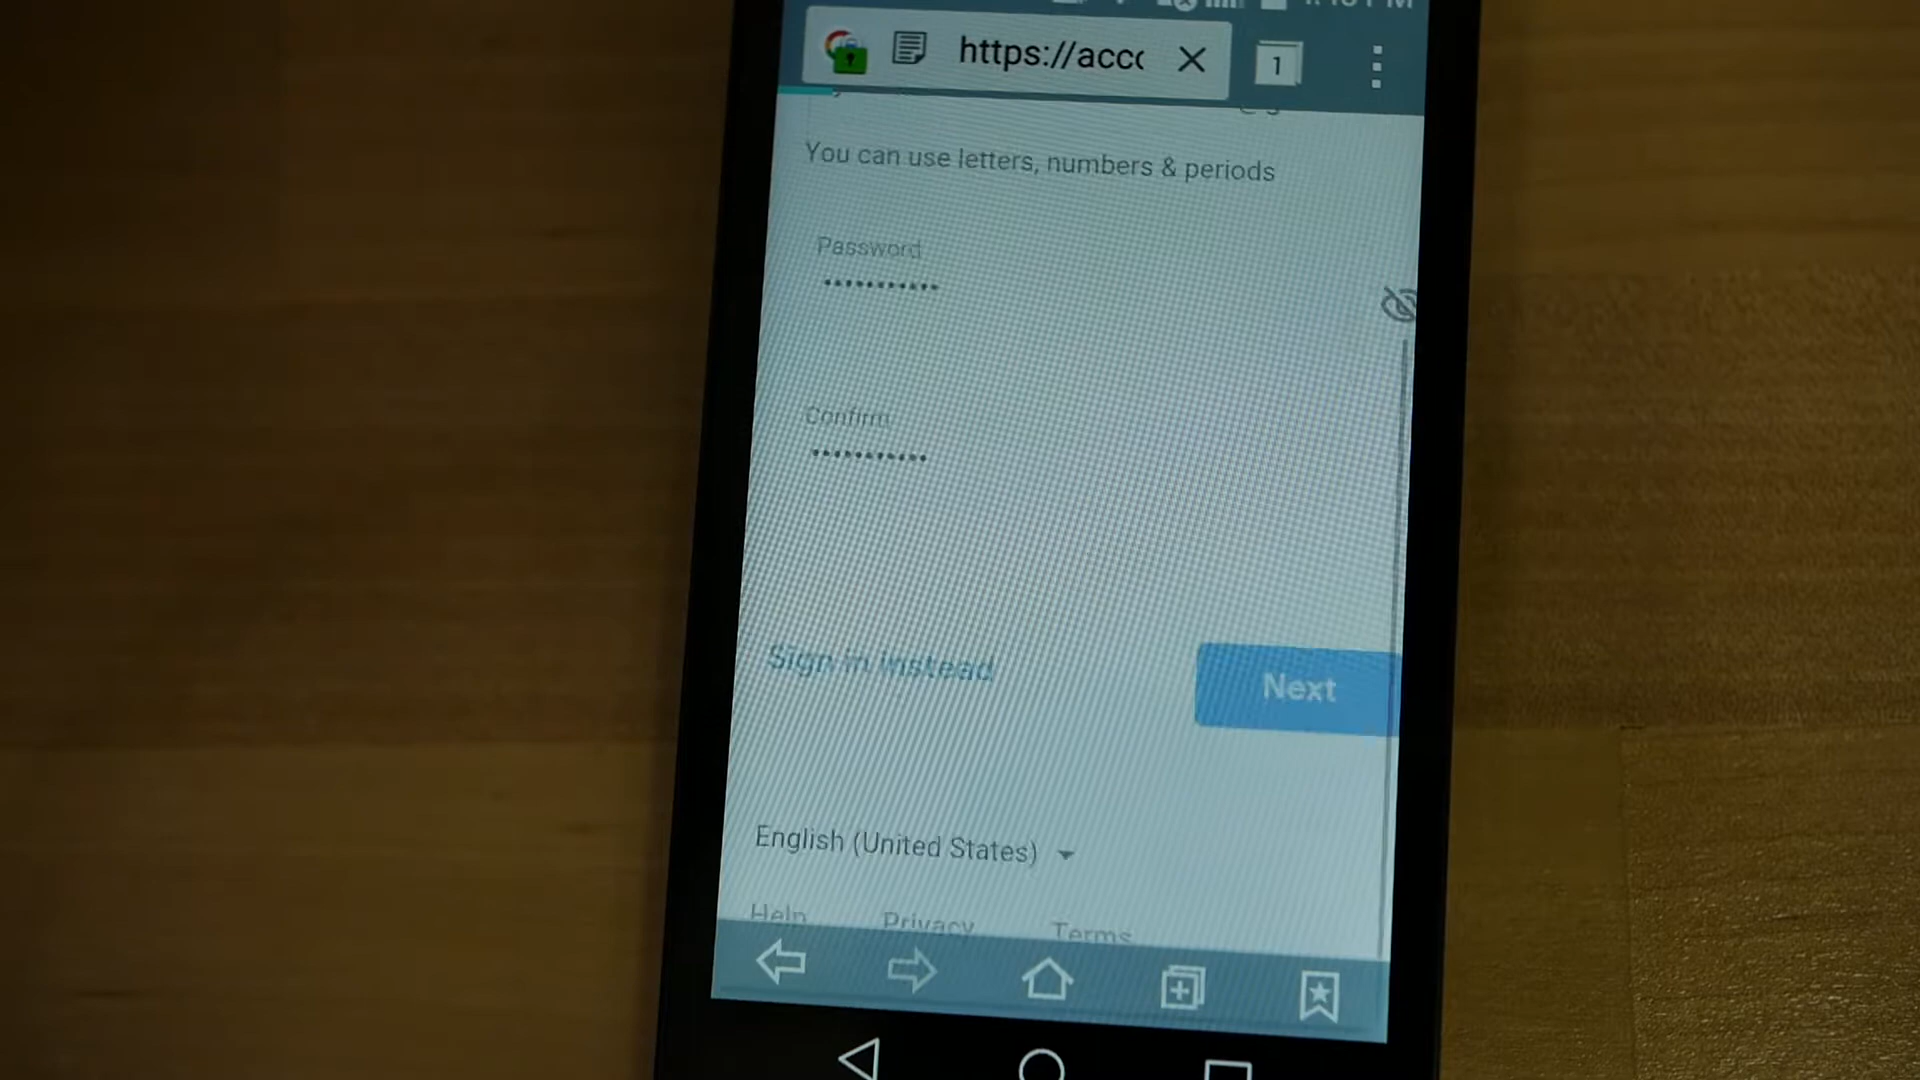 https://acc
1
You can use letters, numbers & periods
Password
•••••••••••
Confirm
•••••••••••
Sign in instead
Next
English (United States)
Help Privacy Terms